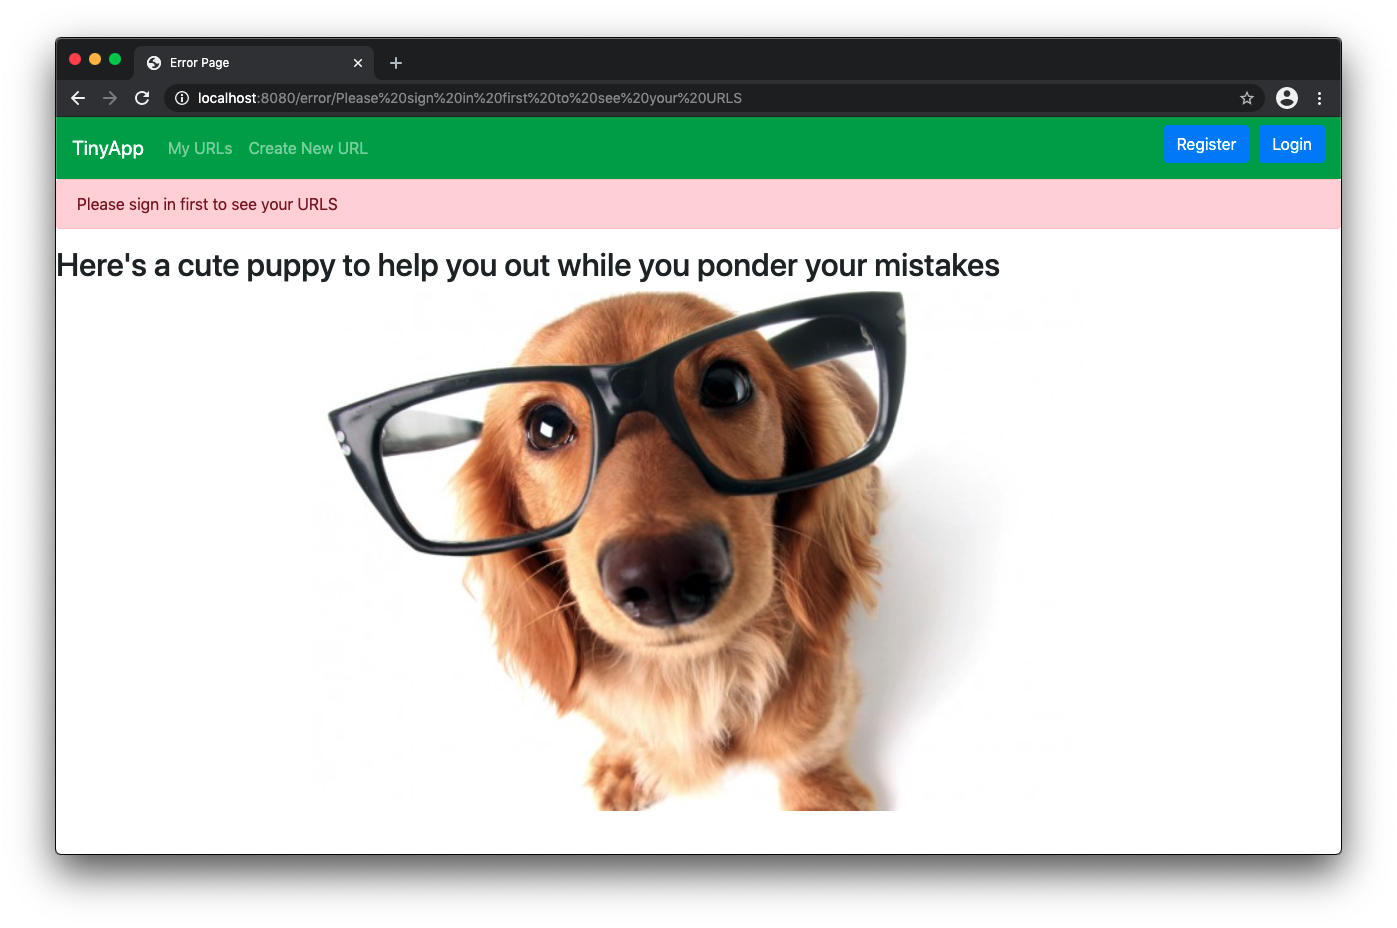 Error Page
localhost:8080/error/Please%20sign%20in%20first%20to%20see%20your%20URLS
TinyApp My URLs Create New URL Register Login
Please sign in first to see your URLS
Here's a cute puppy to help you out while you ponder your mistakes